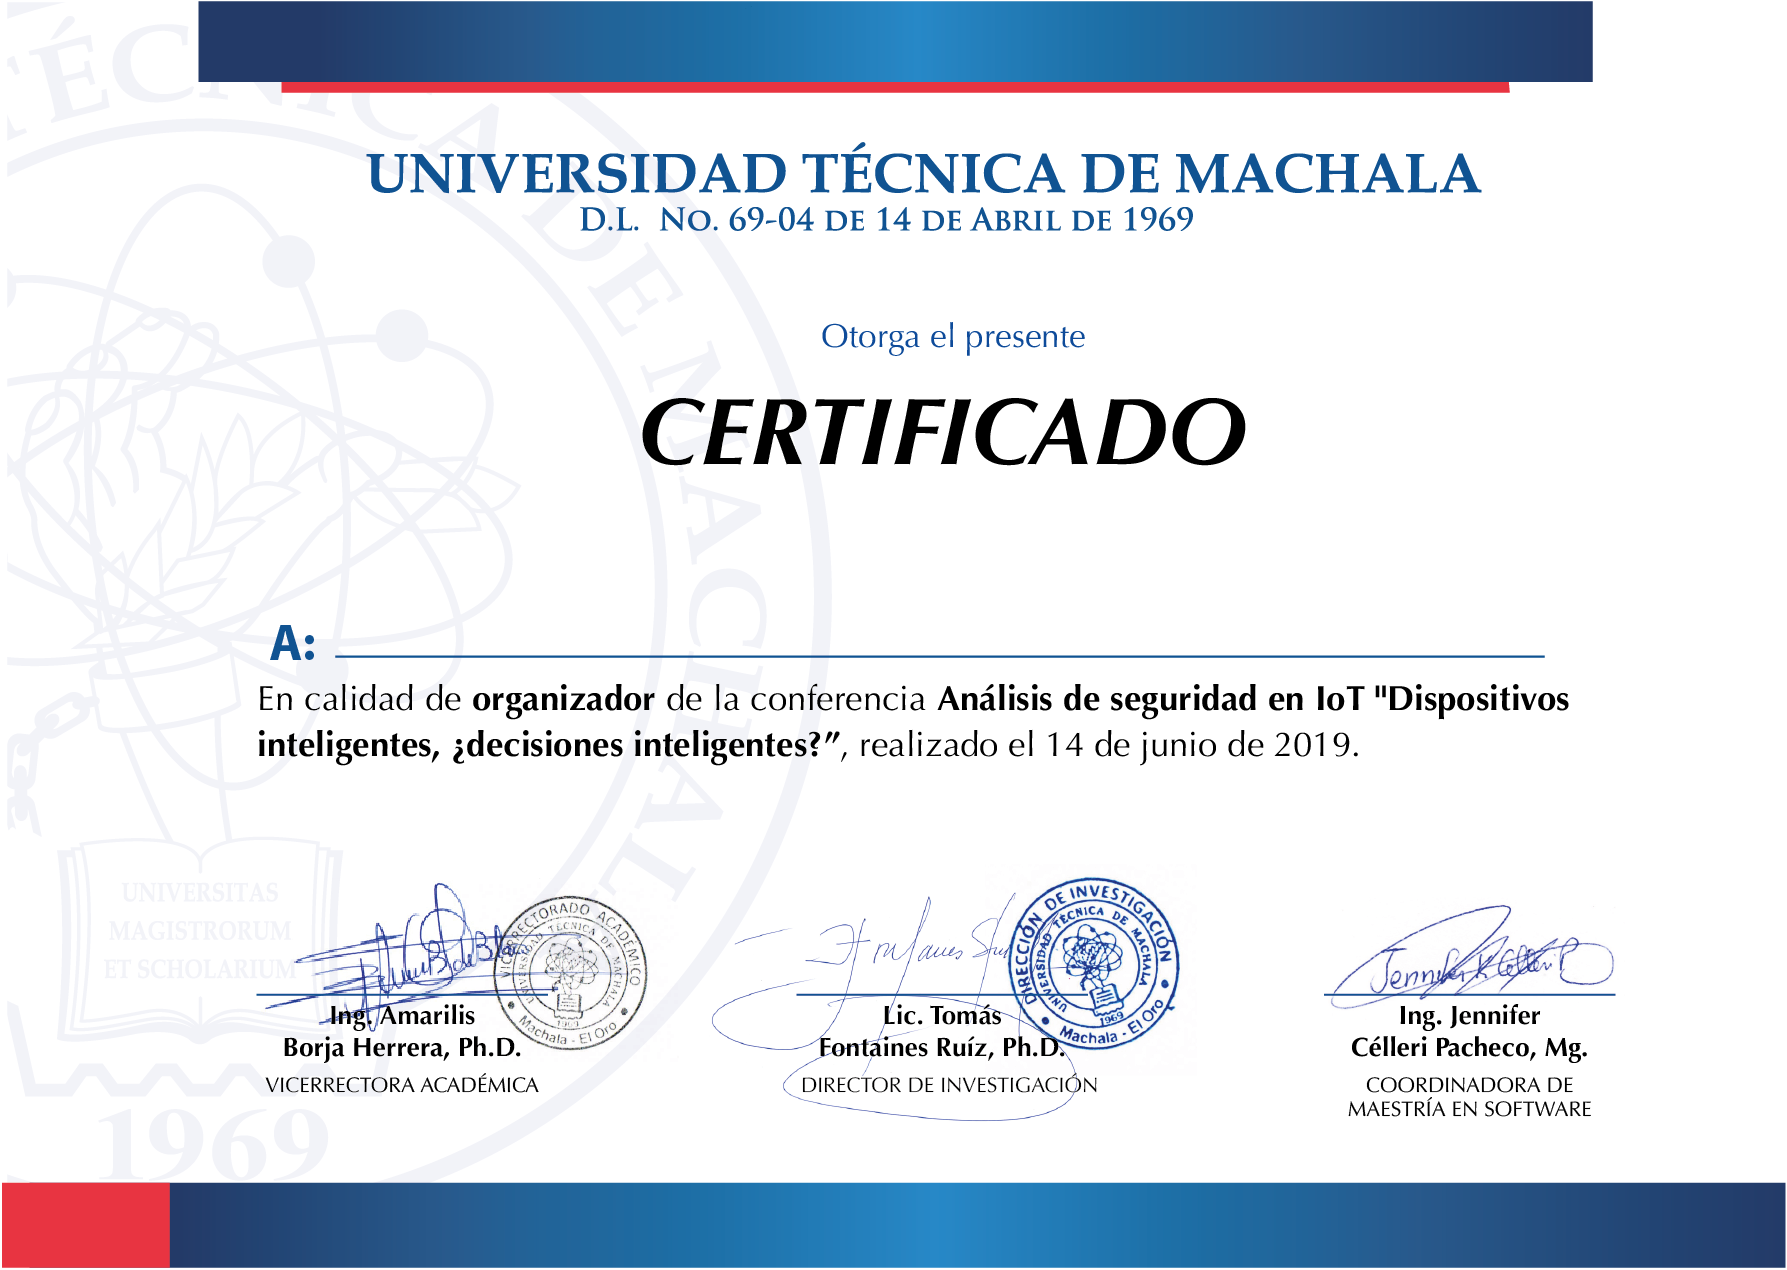 UNIVERSIDAD TÉCNICA DE MACHALA
D.L. No. 69-04 DE 14 DE ABRIL DE 1969
Otorga el presente
CERTIFICADO
A:
En calidad de organizador de la conferencia Análisis de seguridad en IoT "Dispositivos
inteligentes, ¿decisiones inteligentes?”, realizado el 14 de junio de 2019.
UNIVERSITAS
MAGISTRORUM
ET SCHOLARIUM
1969
TÉCNICA DE MACHALA
VICERRECTORADO ACADÉMICO
UNIVERSIDAD TÉCNICA DE MACHALA
1969
Machala - El Oro
DIRECCIÓN DE INVESTIGACIÓN
UNIVERSIDAD TÉCNICA DE MACHALA
1969
Machala - El Oro
Ing. Amarilis
Borja Herrera, Ph.D.
VICERRECTORA ACADÉMICA
Lic. Tomás
Fontaines Ruíz, Ph.D.
DIRECTOR DE INVESTIGACIÓN
Ing. Jennifer
Célleri Pacheco, Mg.
COORDINADORA DE
MAESTRÍA EN SOFTWARE